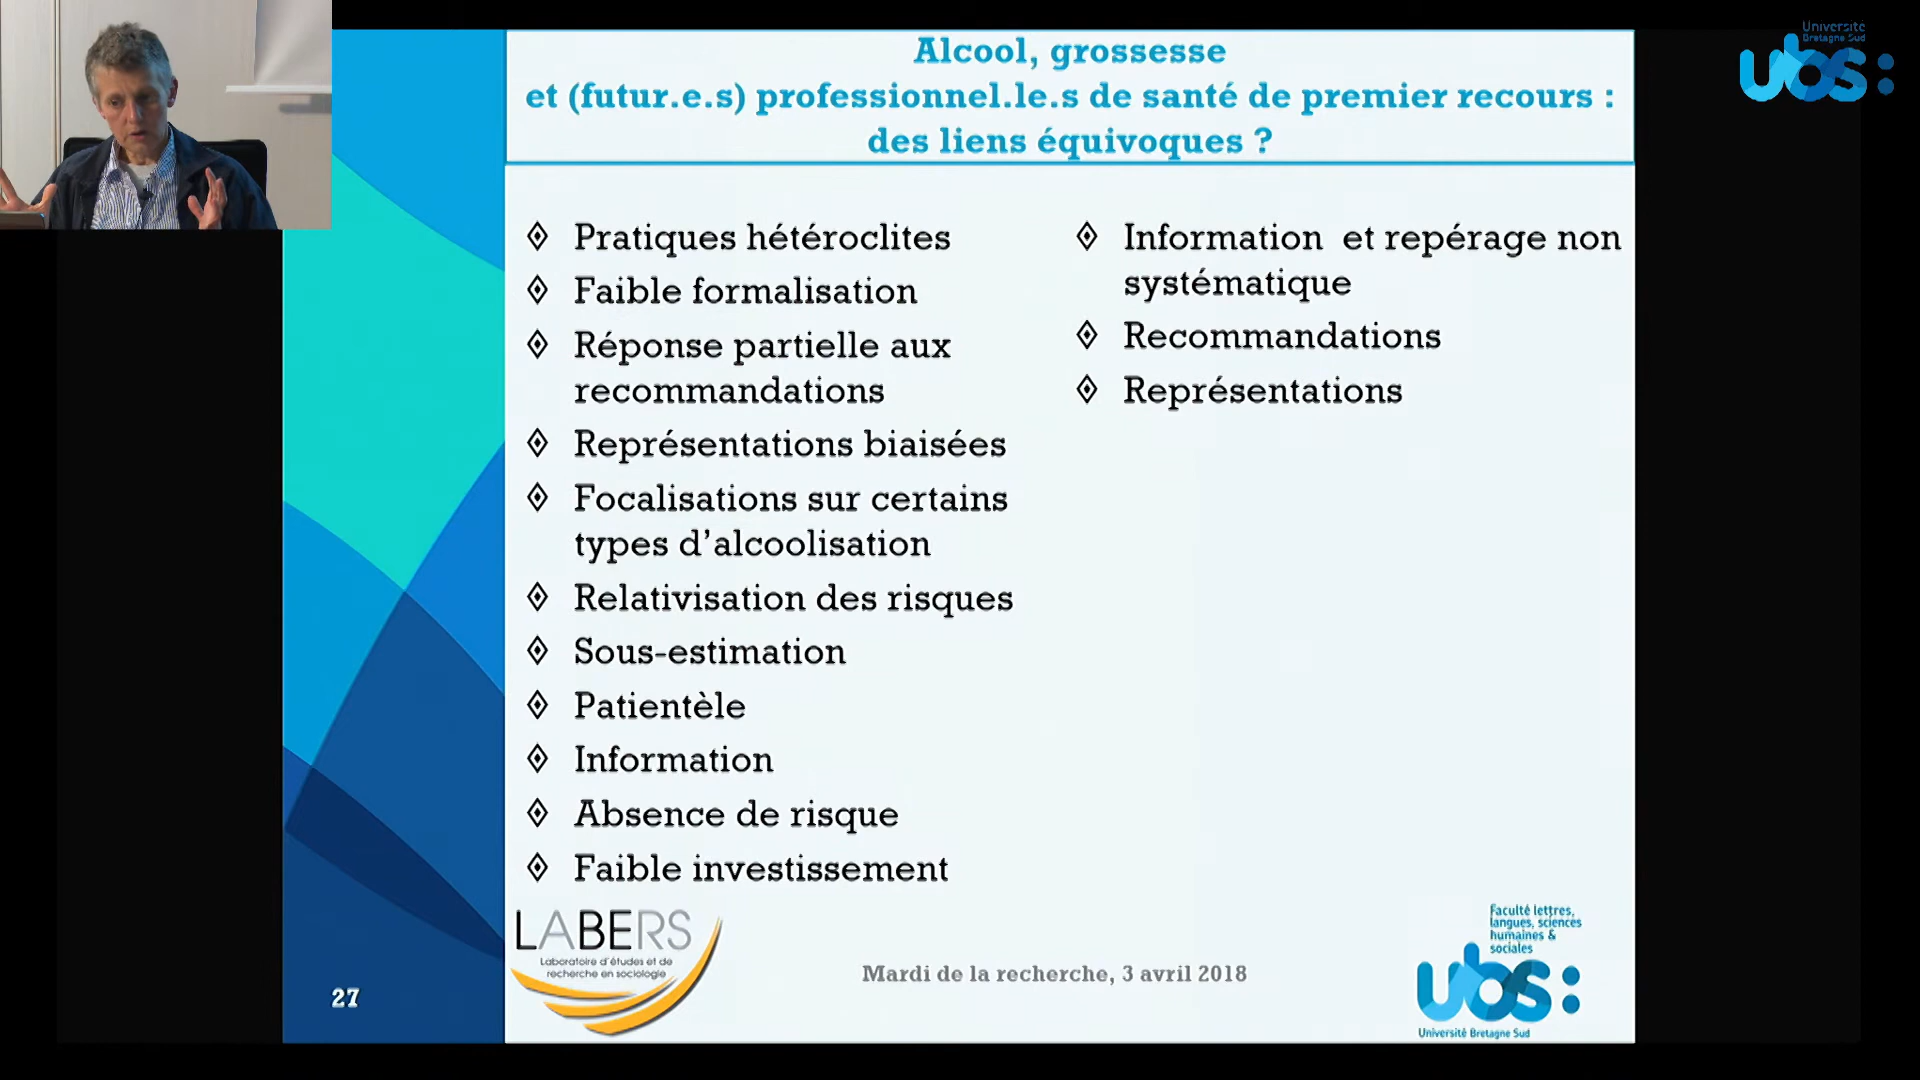 Université
Bretagne Sud
ubs:
Alcool, grossesse
et (futur.e.s) professionnel.le.s de santé de premier recours :
des liens équivoques ?
Pratiques hétéroclites
Faible formalisation
Réponse partielle aux
recommandations
Représentations biaisées
Focalisations sur certains
types d’alcoolisation
Relativisation des risques
Sous-estimation
Patientèle
Information
Absence de risque
Faible investissement
Information et repérage non
systématique
Recommandations
Représentations
LABERS
Laboratoire d'études et de
recherche en sociologie
27
Mardi de la recherche, 3 avril 2018
Faculté lettres,
langues, sciences
humaines &
sociales
ubs:
Université Bretagne Sud